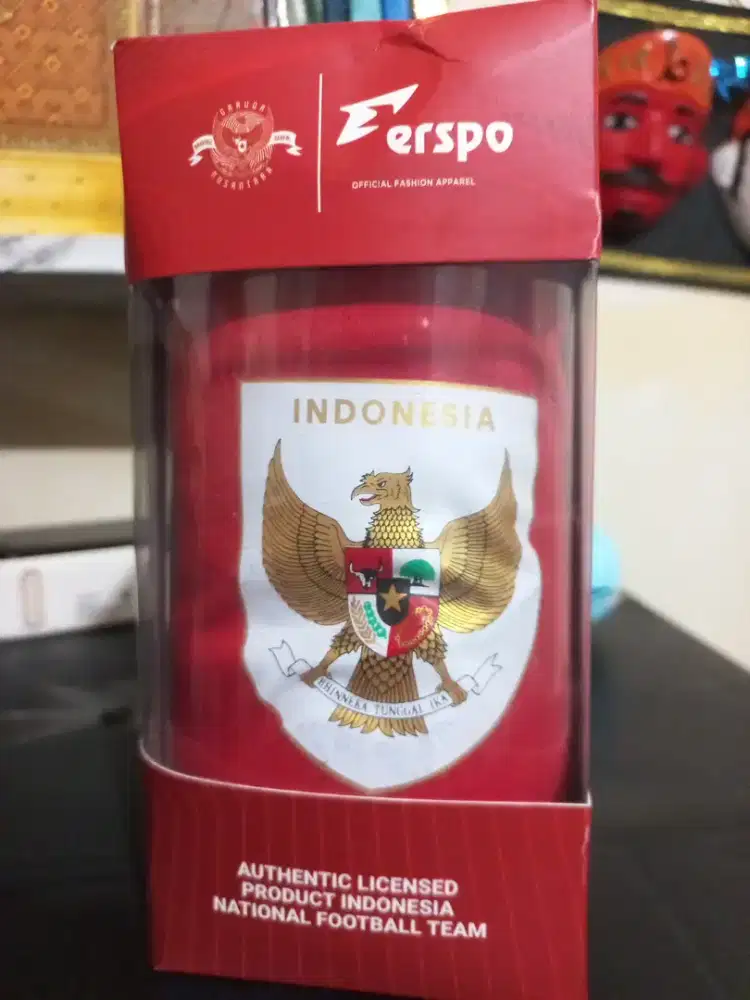 GARUDA
NUSANTARA
erspo
OFFICIAL FASHION APPAREL
INDONESIA
BHINNEKA TUNGGAL IKA
AUTHENTIC LICENSED
PRODUCT INDONESIA
NATIONAL FOOTBALL TEAM